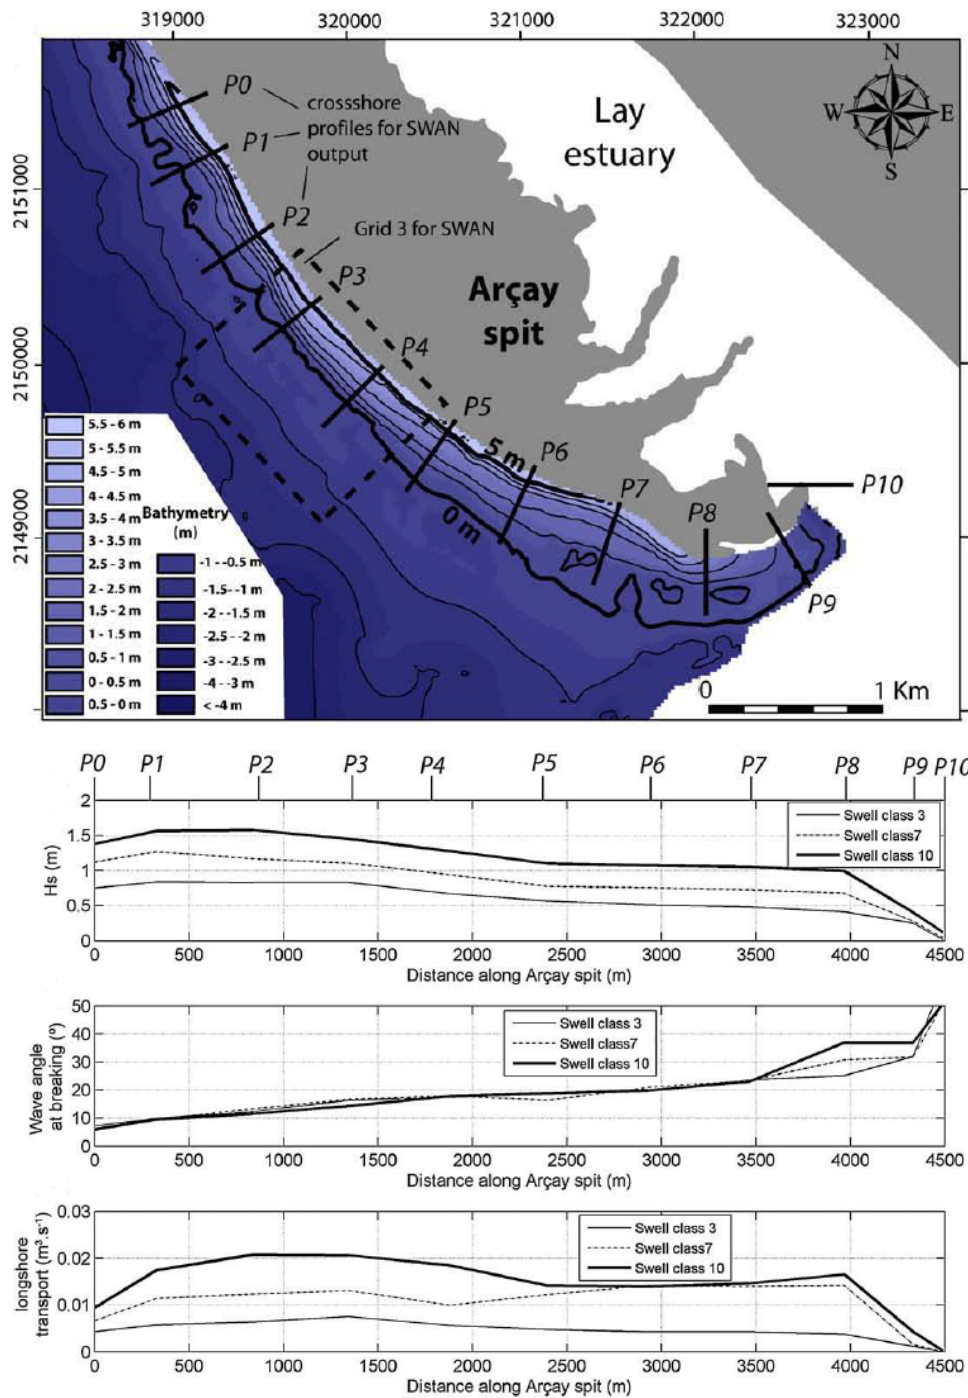 319000 320000 321000 322000 323000
N
W E
S
P0
crossshore
profiles for SWAN
output
P1
P2
Grid 3 for SWAN
P3
P4
P5
P6
P7
P8
P9
P10
Lay
estuary
Arçay
spit
5 m
0 m
2151000
2150000
2149000
5.5 - 6 m
5 - 5.5 m
4.5 - 5 m
4 - 4.5 m
3.5 - 4 m
3 - 3.5 m
2.5 - 3 m
2 - 2.5 m
1.5 - 2 m
1 - 1.5 m
0.5 - 1 m
0 - 0.5 m
0.5 - 0 m
Bathymetry
(m)
-1 - -0.5 m
-1.5 - -1 m
-2 - -1.5 m
-2.5 - -2 m
-3 - -2.5 m
-4 - -3 m
< -4 m
0 1 Km
P0 P1 P2 P3 P4 P5 P6 P7 P8 P9 P10
Hs (m)
2
1.5
1
0.5
0
Swell class 3
Swell class7
Swell class 10
0 500 1000 1500 2000 2500 3000 3500 4000 4500
Distance along Arçay spit (m)
Wave angle
at breaking (º)
50
40
30
20
10
0
Swell class 3
Swell class7
Swell class 10
0 500 1000 1500 2000 2500 3000 3500 4000 4500
Distance along Arçay spit (m)
longshore
transport (m³.s⁻¹)
0.03
0.02
0.01
0
Swell class 3
Swell class7
Swell class 10
0 500 1000 1500 2000 2500 3000 3500 4000 4500
Distance along Arçay spit (m)